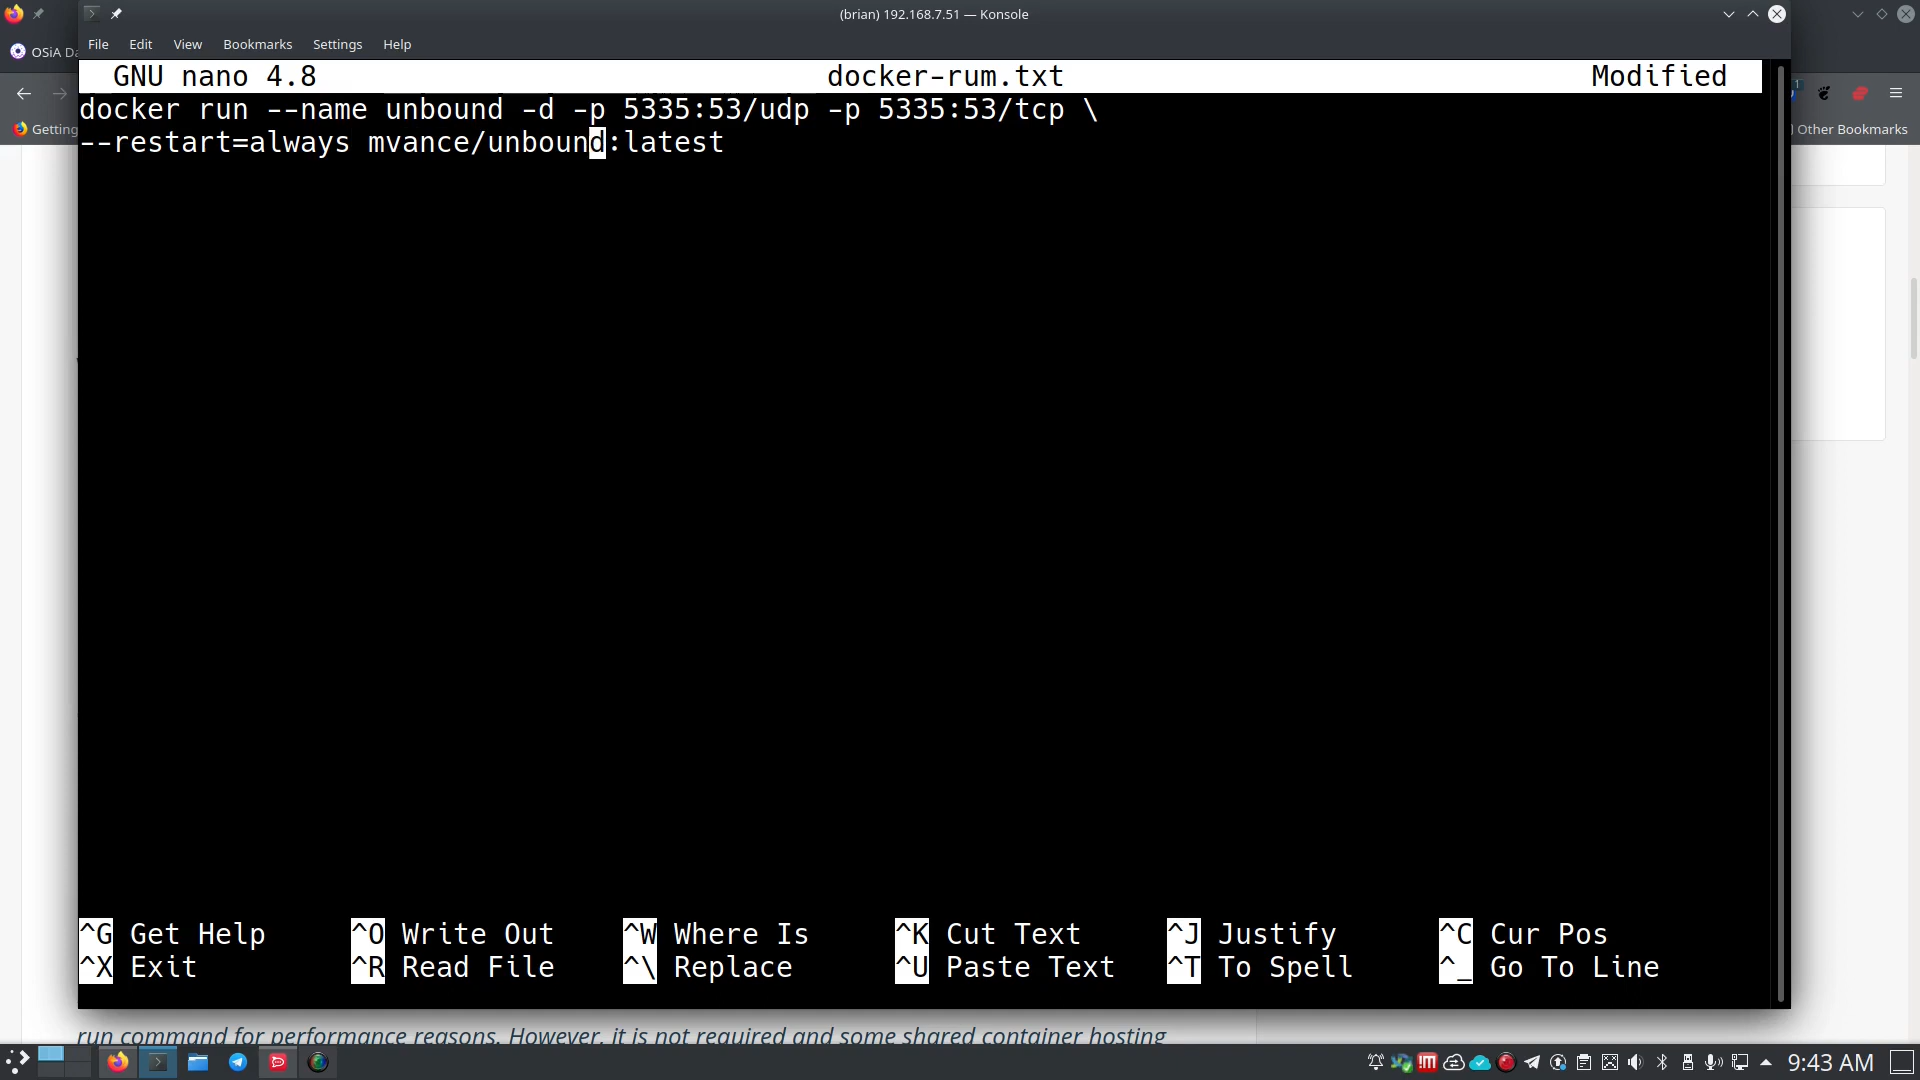 (brian) 192.168.7.51 — Konsole
OSiA Da
File Edit View Bookmarks Settings Help
GNU nano 4.8 docker-rum.txt Modified
docker run --name unbound -d -p 5335:53/udp -p 5335:53/tcp \
--restart=always mvance/unbound:latest
1
Getting
Other Bookmarks
^G Get Help ^O Write Out ^W Where Is ^K Cut Text ^J Justify ^C Cur Pos
^X Exit ^R Read File ^\ Replace ^U Paste Text ^T To Spell ^_ Go To Line
run command for performance reasons. However, it is not required and some shared container hosting
9:43 AM